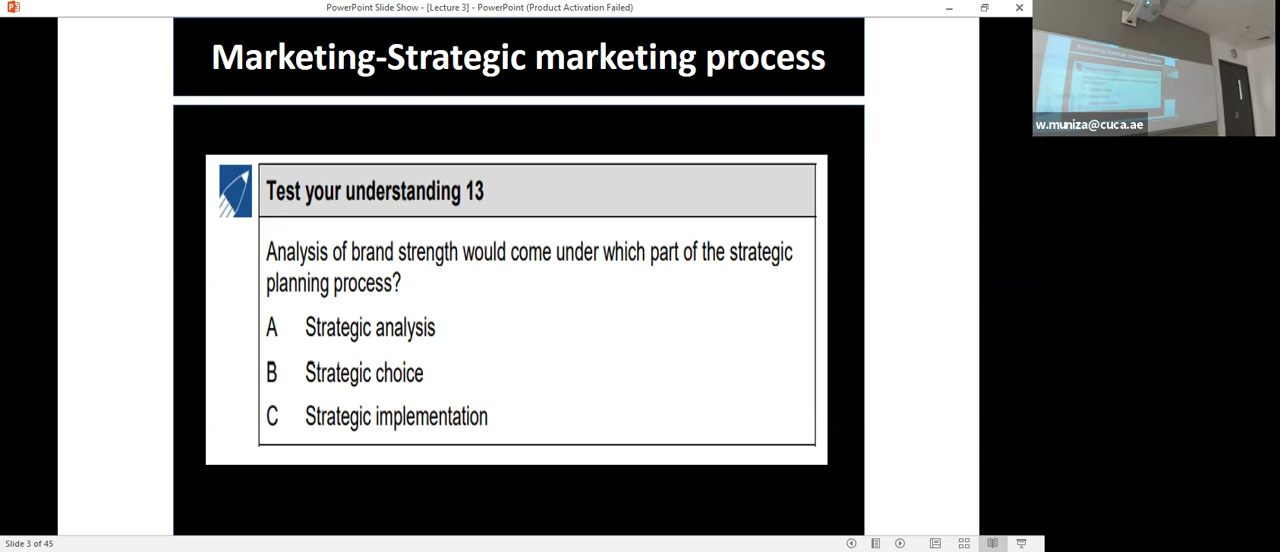 PowerPoint Slide Show - [Lecture 3] - PowerPoint (Product Activation Failed)
Marketing-Strategic marketing process
w.muniza@cuca.ae
Test your understanding 13
Analysis of brand strength would come under which part of the strategic
planning process?
A Strategic analysis
B Strategic choice
C Strategic implementation
Slide 3 of 45